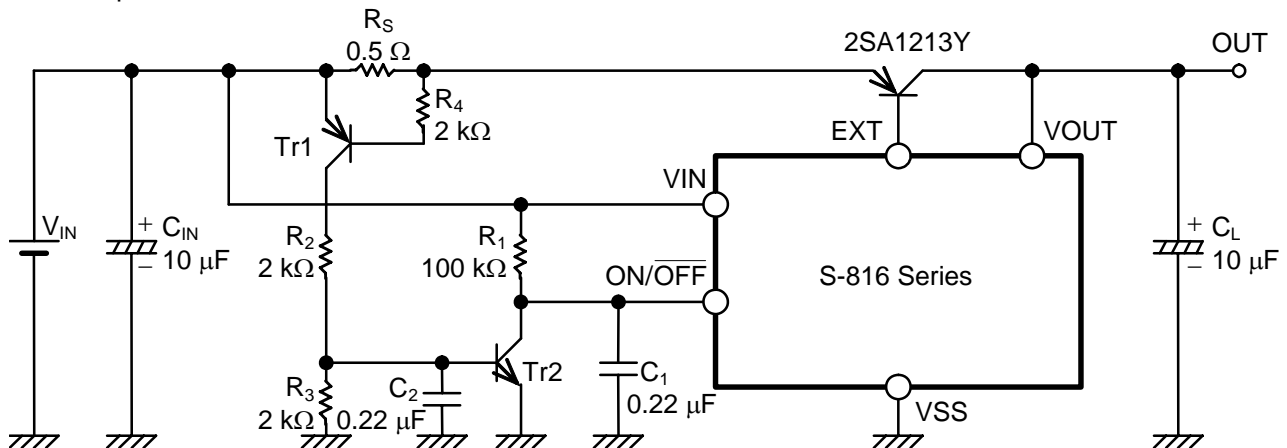 R_S
0.5 Ω
2SA1213Y
OUT
R_4
2 kΩ
Tr1
EXT
VOUT
VIN
V_IN
+
C_IN
−
10 μF
R_2
2 kΩ
R_1
100 kΩ
ON/O̅F̅F̅
S-816 Series
+
C_L
−
10 μF
Tr2
R_3
2 kΩ
C_2
0.22 μF
C_1
0.22 μF
VSS